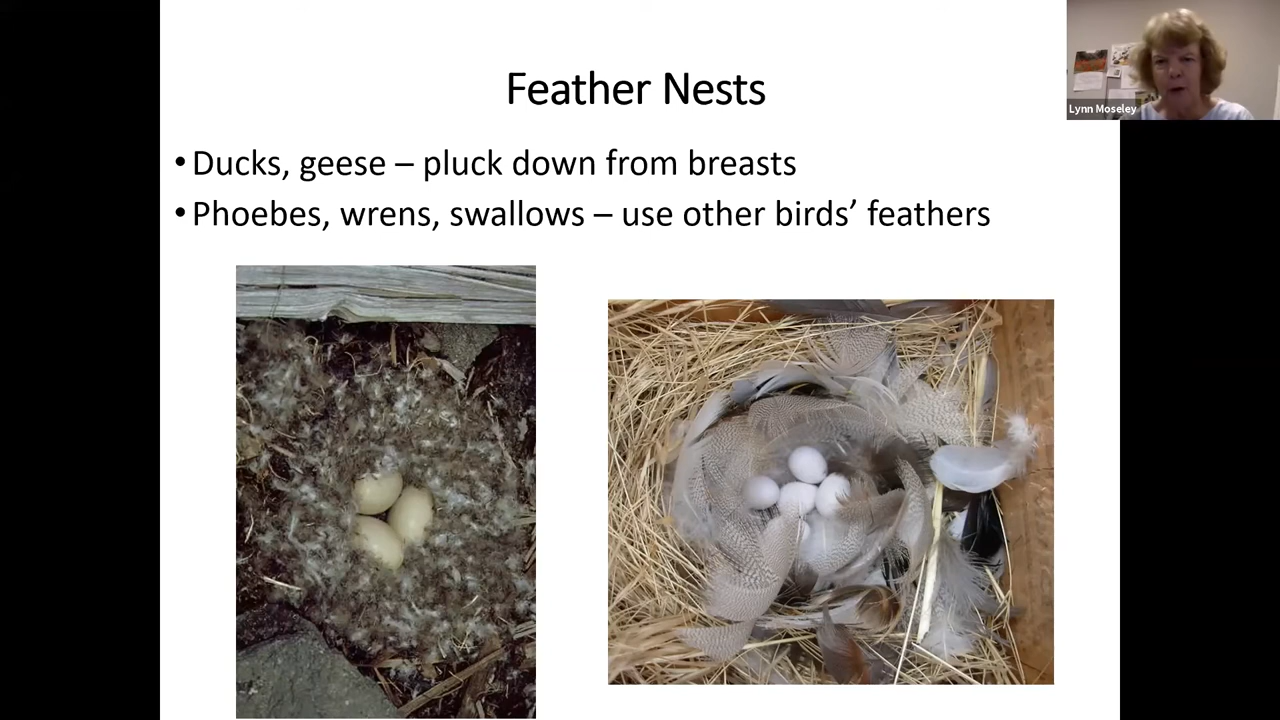 Feather Nests
Lynn Moseley
• Ducks, geese – pluck down from breasts
• Phoebes, wrens, swallows – use other birds’ feathers